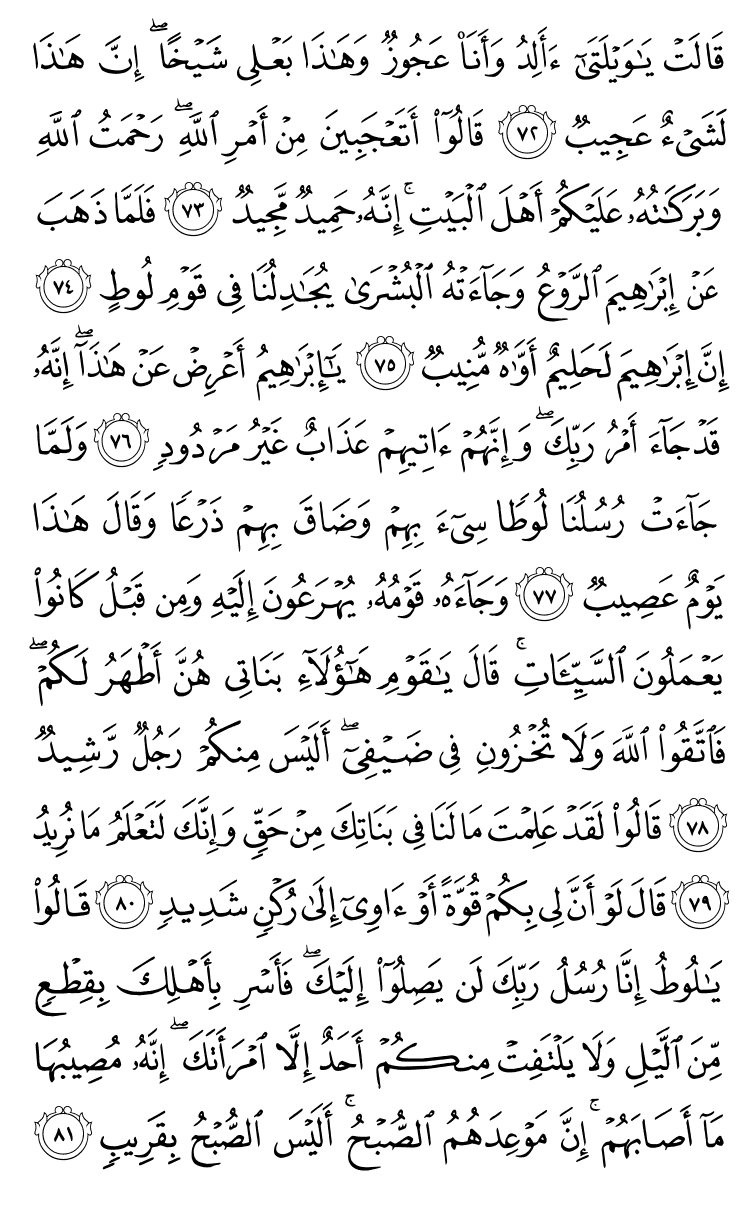 قَالَتۡ يَٰوَيۡلَتَىٰٓ ءَأَلِدُ وَأَنَا۠ عَجُوزٞ وَهَٰذَا بَعۡلِي شَيۡخًاۖ إِنَّ هَٰذَا
لَشَيۡءٌ عَجِيبٞ ٧٢ قَالُوٓاْ أَتَعۡجَبِينَ مِنۡ أَمۡرِ ٱللَّهِۖ رَحۡمَتُ ٱللَّهِ
وَبَرَكَٰتُهُۥ عَلَيۡكُمۡ أَهۡلَ ٱلۡبَيۡتِۚ إِنَّهُۥ حَمِيدٞ مَّجِيدٞ ٧٣ فَلَمَّا ذَهَبَ
عَنۡ إِبۡرَٰهِيمَ ٱلرَّوۡعُ وَجَآءَتۡهُ ٱلۡبُشۡرَىٰ يُجَٰدِلُنَا فِي قَوۡمِ لُوطٍ ٧٤
إِنَّ إِبۡرَٰهِيمَ لَحَلِيمٌ أَوَّٰهٞ مُّنِيبٞ ٧٥ يَٰٓإِبۡرَٰهِيمُ أَعۡرِضۡ عَنۡ هَٰذَآۖ إِنَّهُۥ
قَدۡ جَآءَ أَمۡرُ رَبِّكَۖ وَإِنَّهُمۡ ءَاتِيهِمۡ عَذَابٌ غَيۡرُ مَرۡدُودٖ ٧٦ وَلَمَّا
جَآءَتۡ رُسُلُنَا لُوطٗا سِيٓءَ بِهِمۡ وَضَاقَ بِهِمۡ ذَرۡعٗا وَقَالَ هَٰذَا
يَوۡمٌ عَصِيبٞ ٧٧ وَجَآءَهُۥ قَوۡمُهُۥ يُهۡرَعُونَ إِلَيۡهِ وَمِن قَبۡلُ كَانُواْ
يَعۡمَلُونَ ٱلسَّيِّـَٔاتِۚ قَالَ يَٰقَوۡمِ هَٰٓؤُلَآءِ بَنَاتِي هُنَّ أَطۡهَرُ لَكُمۡۖ
فَٱتَّقُواْ ٱللَّهَ وَلَا تُخۡزُونِ فِي ضَيۡفِيٓۖ أَلَيۡسَ مِنكُمۡ رَجُلٞ رَّشِيدٞ
٧٨ قَالُواْ لَقَدۡ عَلِمۡتَ مَا لَنَا فِي بَنَاتِكَ مِنۡ حَقّٖ وَإِنَّكَ لَتَعۡلَمُ مَا نُرِيدُ
٧٩ قَالَ لَوۡ أَنَّ لِي بِكُمۡ قُوَّةً أَوۡ ءَاوِيٓ إِلَىٰ رُكۡنٖ شَدِيدٖ ٨٠ قَالُواْ
يَٰلُوطُ إِنَّا رُسُلُ رَبِّكَ لَن يَصِلُوٓاْ إِلَيۡكَۖ فَأَسۡرِ بِأَهۡلِكَ بِقِطۡعٖ
مِّنَ ٱلَّيۡلِ وَلَا يَلۡتَفِتۡ مِنكُمۡ أَحَدٌ إِلَّا ٱمۡرَأَتَكَۖ إِنَّهُۥ مُصِيبُهَا
مَآ أَصَابَهُمۡۚ إِنَّ مَوۡعِدَهُمُ ٱلصُّبۡحُۚ أَلَيۡسَ ٱلصُّبۡحُ بِقَرِيبٖ ٨١